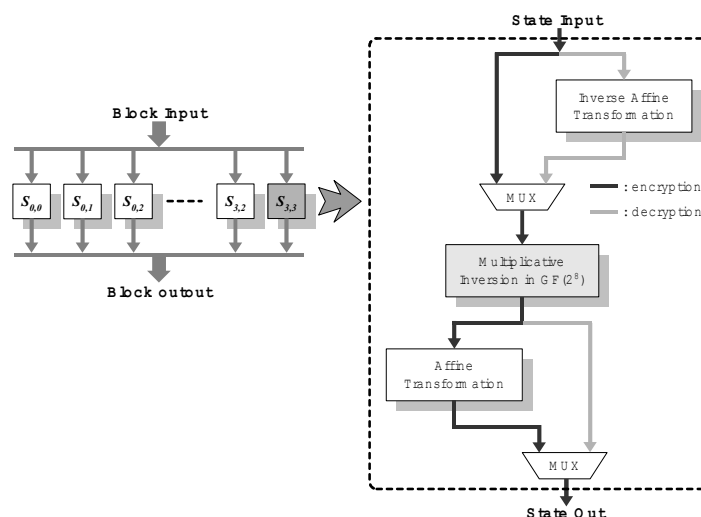 State Input
Block Input
Inverse Affine
Transformation
S0,0
S0,1
S0,2
S3,2
S3,3
MUX
: encryption
: decryption
Multiplicative
Inversion in GF(2⁸)
Block outout
Affine
Transformation
MUX
State Out